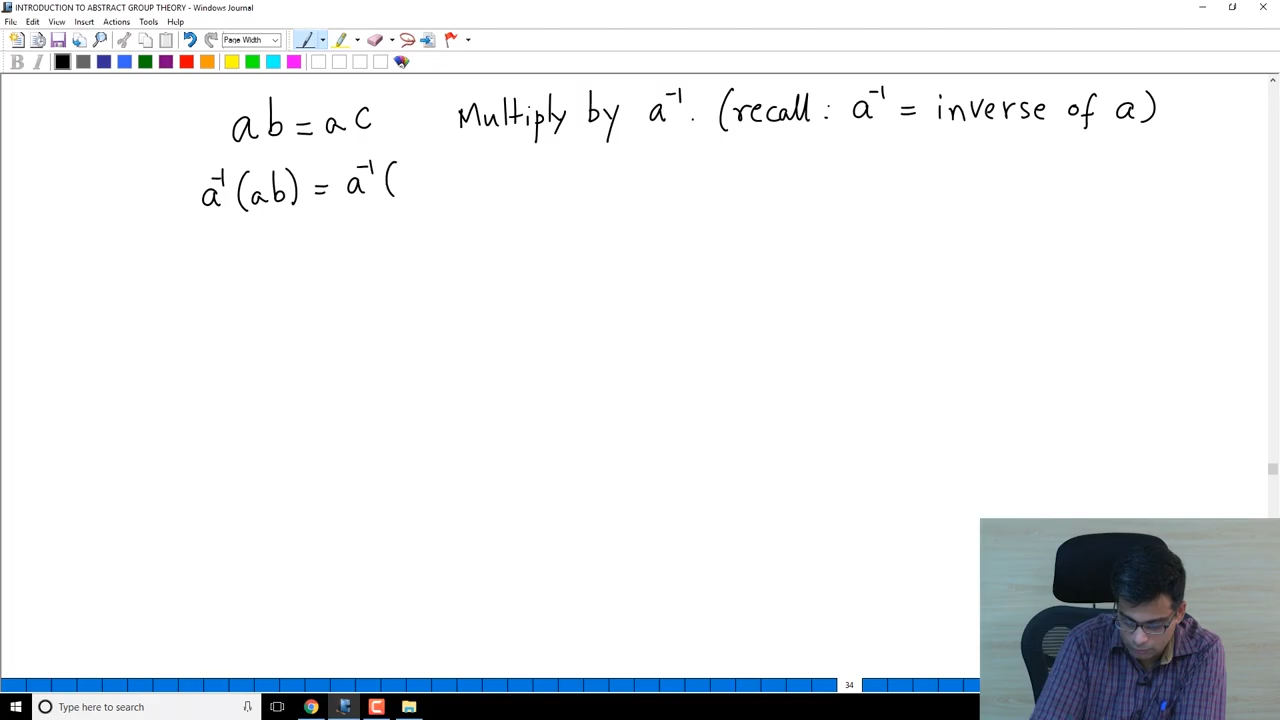 INTRODUCTION TO ABSTRACT GROUP THEORY - Windows Journal
File Edit View Insert Actions Tools Help
Page Width
B I
ab = ac Multiply by a⁻¹. (recall: a⁻¹ = inverse of a)
a⁻¹(ab) = a⁻¹(
34
Type here to search